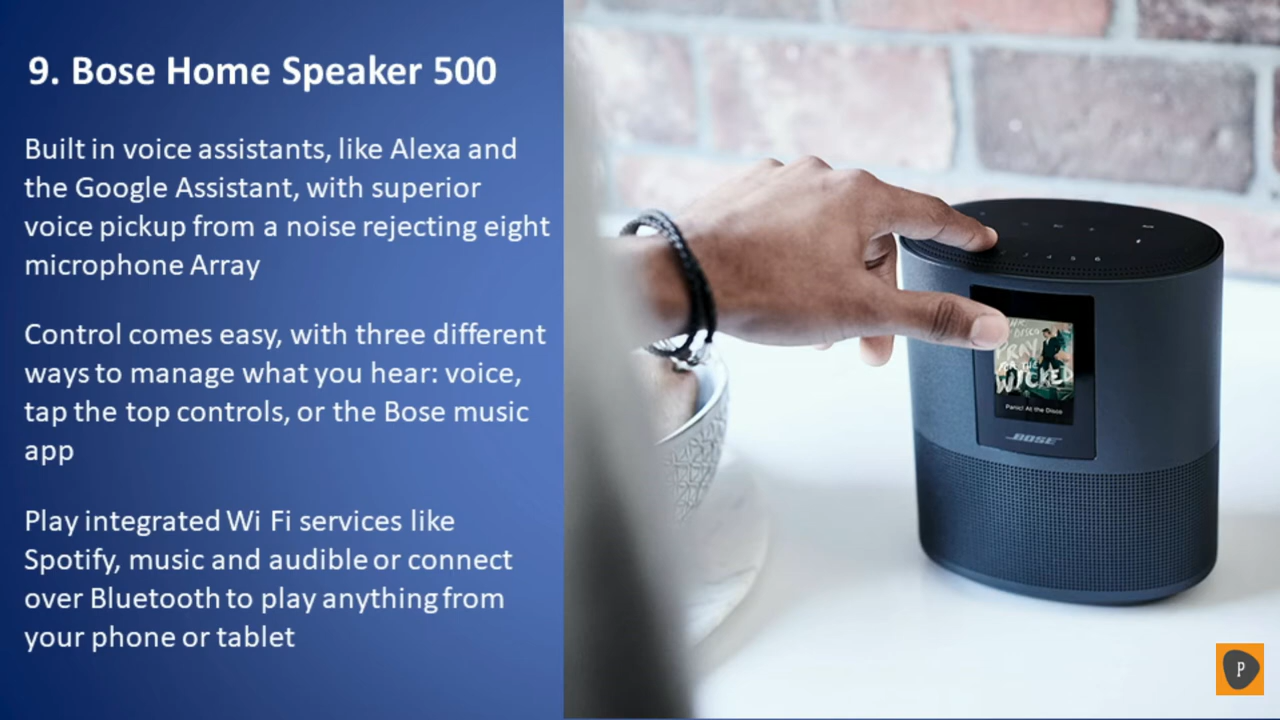 9. Bose Home Speaker 500
Built in voice assistants, like Alexa and
the Google Assistant, with superior
voice pickup from a noise rejecting eight
microphone Array
Control comes easy, with three different
ways to manage what you hear: voice,
tap the top controls, or the Bose music
app
Play integrated Wi Fi services like
Spotify, music and audible or connect
over Bluetooth to play anything from
your phone or tablet
PRAY
FOR THE
WICKED
Panic! At the Disco
BOSE
P